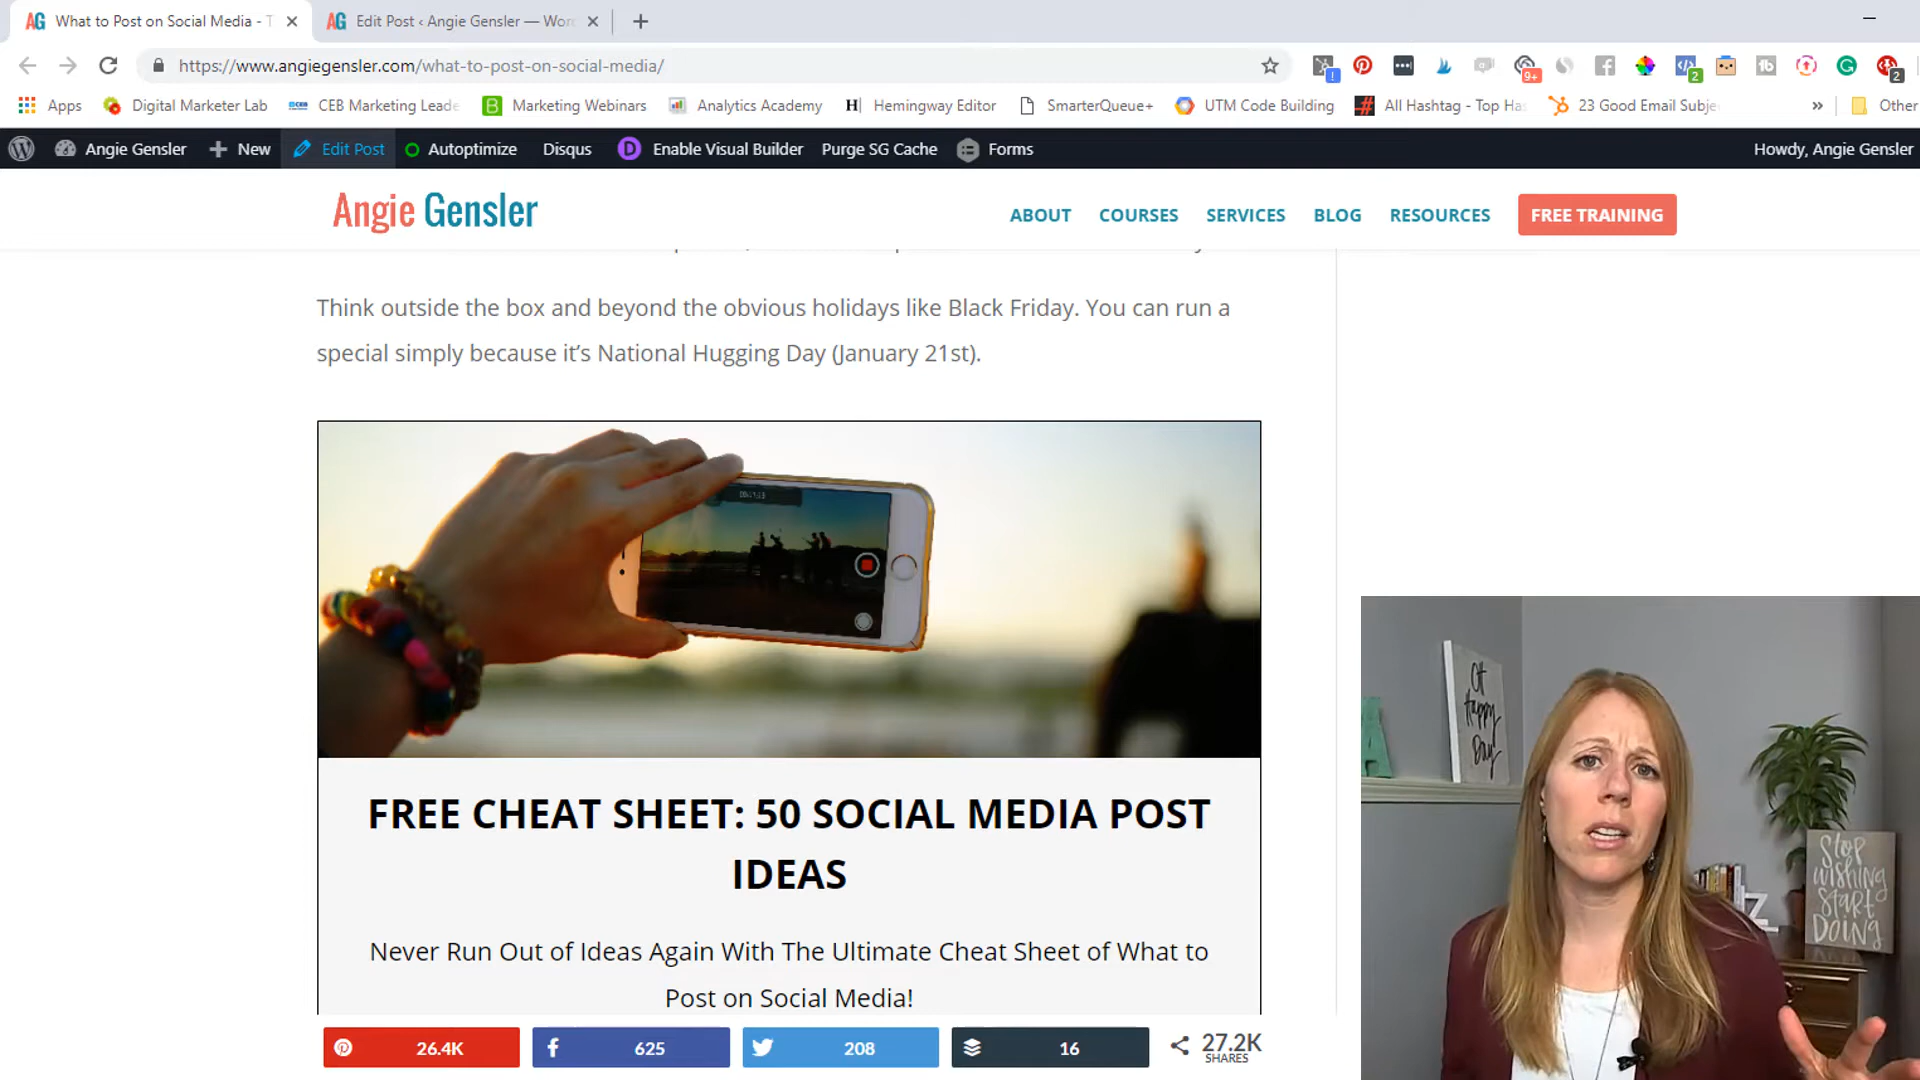 What to Post on Social Media - T
Edit Post ‹ Angie Gensler — Wor
https://www.angiegensler.com/what-to-post-on-social-media/
!
9+
2
2
Apps
Digital Marketer Lab
CEB Marketing Leade
Marketing Webinars
Analytics Academy
Hemingway Editor
SmarterQueue+
UTM Code Building
All Hashtag - Top Has
23 Good Email Subje
»
Other
Angie Gensler
New
Edit Post
Autoptimize
Disqus
Enable Visual Builder
Purge SG Cache
Forms
Howdy, Angie Gensler
Angie Gensler
ABOUT
COURSES
SERVICES
BLOG
RESOURCES
FREE TRAINING
Think outside the box and beyond the obvious holidays like Black Friday. You can run a
special simply because it's National Hugging Day (January 21st).
FREE CHEAT SHEET: 50 SOCIAL MEDIA POST
IDEAS
Never Run Out of Ideas Again With The Ultimate Cheat Sheet of What to
Post on Social Media!
26.4K
625
208
16
27.2K
SHARES
OH
Happy
Day
STOP
WISHING
START
DOING